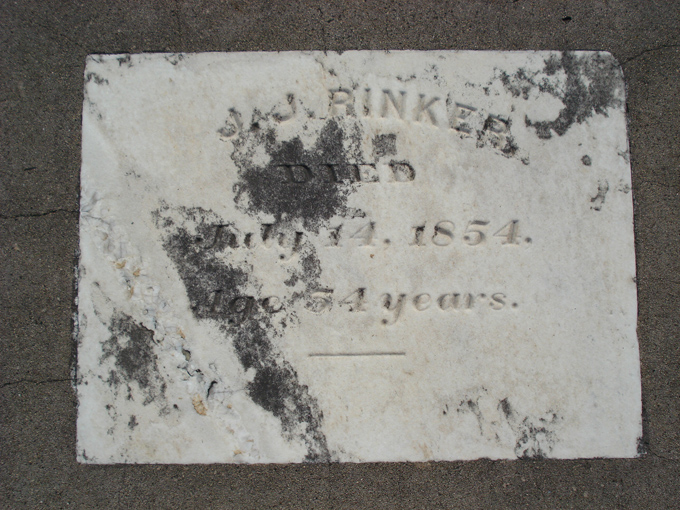 J. J. RINKER
DIED
July 14, 1854.
Age 54 years.